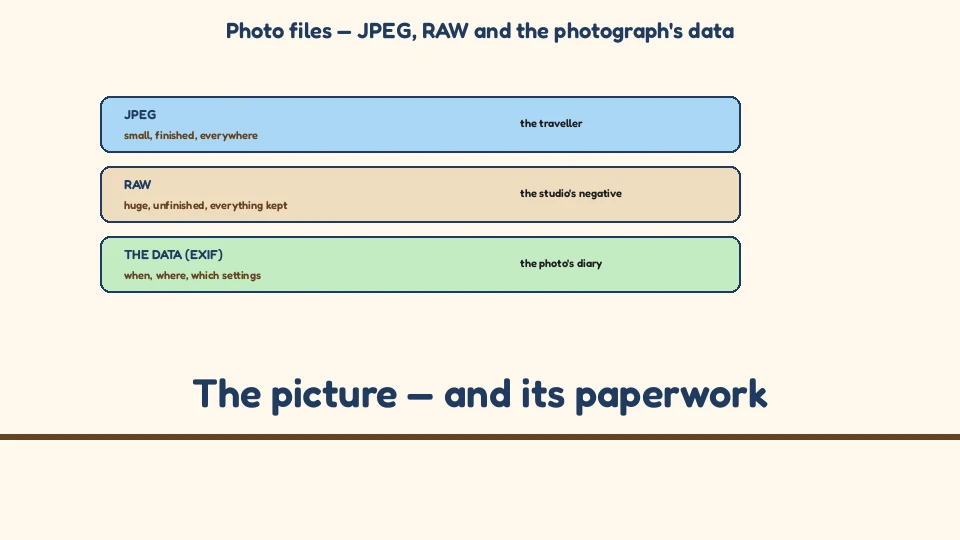 Photo files — JPEG, RAW and the photograph's data
JPEG
small, finished, everywhere
the traveller
RAW
huge, unfinished, everything kept
the studio's negative
THE DATA (EXIF)
when, where, which settings
the photo's diary
The picture — and its paperwork